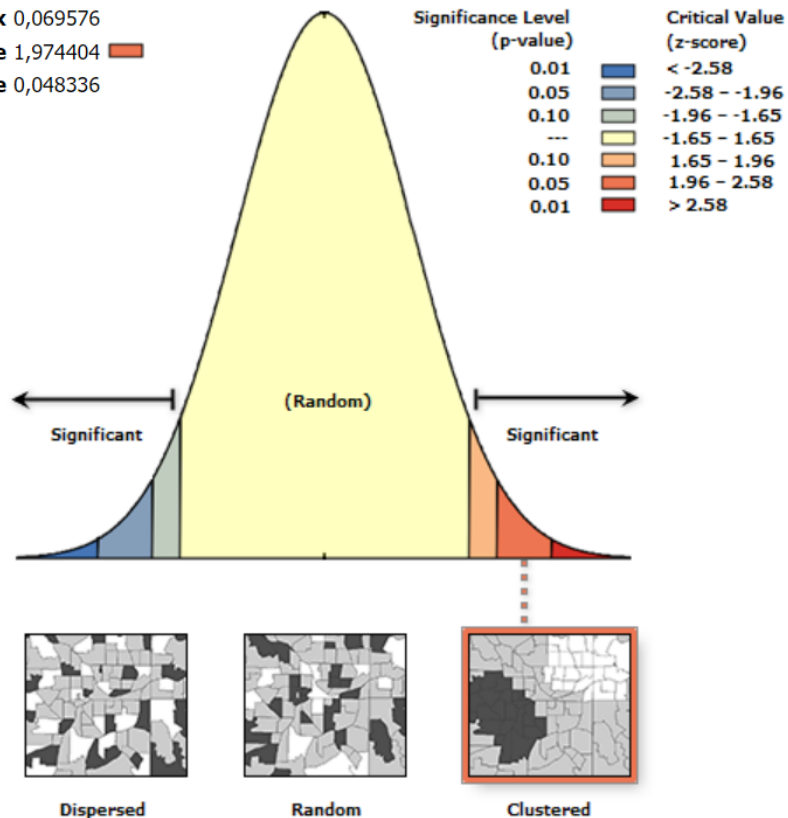 x 0,069576
e 1,974404
e 0,048336
Significance Level
(p-value)
Critical Value
(z-score)
0.01 < -2.58
0.05 -2.58 – -1.96
0.10 -1.96 – -1.65
--- -1.65 – 1.65
0.10 1.65 – 1.96
0.05 1.96 – 2.58
0.01 > 2.58
(Random)
Significant
Significant
Dispersed
Random
Clustered